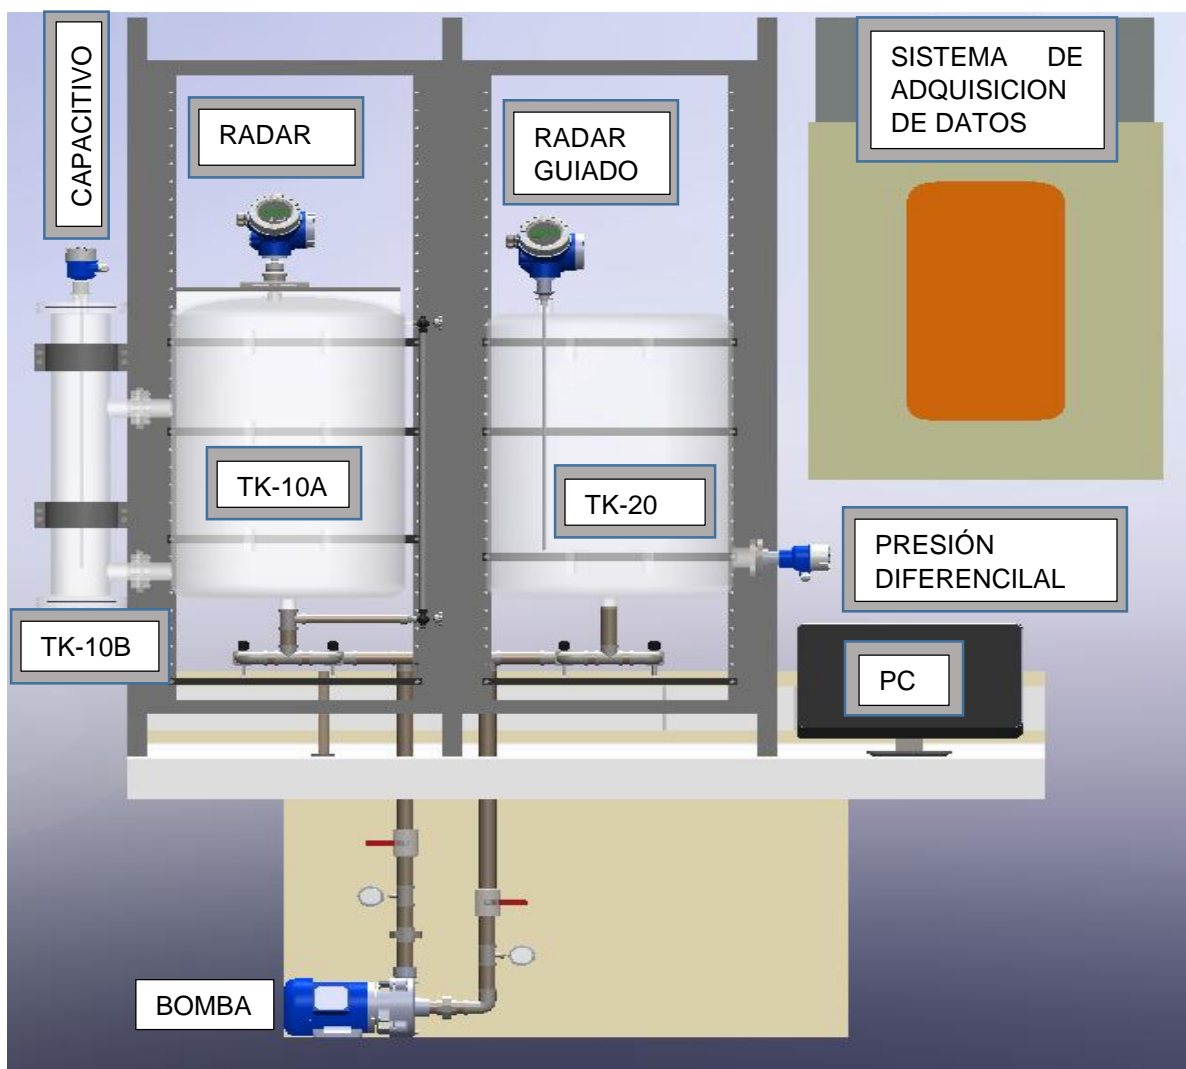 CAPACITIVO
RADAR
RADAR
GUIADO
SISTEMA DE
ADQUISICION
DE DATOS
TK-10A
TK-20
PRESIÓN
DIFERENCILAL
TK-10B
PC
BOMBA